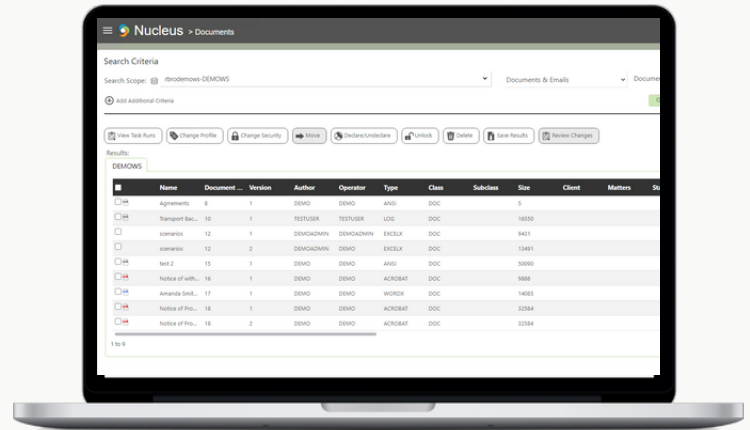 Nucleus > Documents
Search Criteria
Search Scope: rbrodemows-DEMOWS Documents & Emails Docume
Add Additional Criteria
View Task Runs Change Profile Change Security Move Declare/Undeclare Unlock Delete Save Results Review Changes
Results:
DEMOWS
Name Document ... Version Author Operator Type Class Subclass Size Client Matters Sta
Agreements 8 1 DEMO DEMO ANSI DOC 5
Transport Bac... 10 1 TESTUSER TESTUSER LOG DOC 16550
scenarios 12 1 DEMOADMIN DEMOADMIN EXCELX DOC 9421
scenarios 12 2 DEMOADMIN DEMO EXCELX DOC 13491
test 2 15 1 DEMO DEMO ANSI DOC 50090
Notice of with... 16 1 DEMO DEMO ACROBAT DOC 9888
Amanda Smit... 17 1 DEMO DEMO WORDX DOC 14085
Notice of Pro... 18 1 DEMO DEMO ACROBAT DOC 32584
Notice of Pro... 18 2 DEMO DEMO ACROBAT DOC 32584
1 to 9